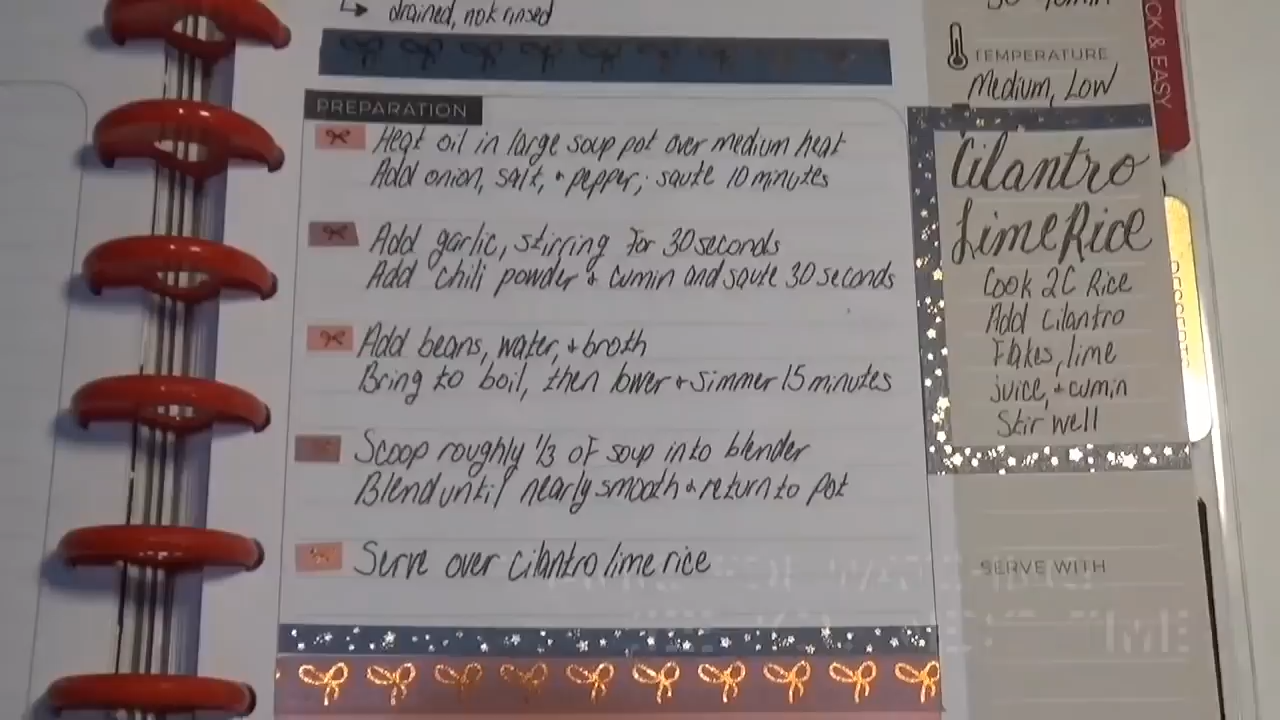 drained, not rinsed
TEMPERATURE
Medium, Low
CK & EASY
PREPARATION
Heat oil in large soup pot over medium heat
Add onion, salt, + pepper; saute 10 minutes
Add garlic, stirring for 30 seconds
Add chili powder + cumin and saute 30 seconds
Add beans, water, + broth
Bring to boil, then lower + simmer 15 minutes
Scoop roughly 1/3 of soup into blender
Blend until nearly smooth + return to pot
Serve over cilantro lime rice
Cilantro
Lime Rice
Cook 2C Rice
Add cilantro
flakes, lime
juice, + cumin
Stir well
DESSERTS
SERVE WITH